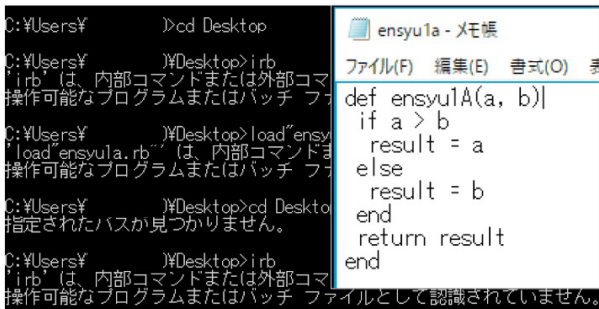 C:¥Users¥ )>cd Desktop
C:¥Users¥ )¥Desktop>irb
'irb' は、内部コマンドまたは外部コマ
操作可能なプログラムまたはバッチ ファ
C:¥Users¥ )¥Desktop>load"ensy
'load"ensyu1a.rb"' は、内部コマンドま
操作可能なプログラムまたはバッチ ファ
C:¥Users¥ )¥Desktop>cd Deskto
指定されたパスが見つかりません。
C:¥Users¥ )¥Desktop>irb
'irb' は、内部コマンドまたは外部コマ
操作可能なプログラムまたはバッチ ファイルとして認識されていません。
ensyu1a - メモ帳
ファイル(F) 編集(E) 書式(O) 表
def ensyu1A(a, b)
if a > b
result = a
else
result = b
end
return result
end